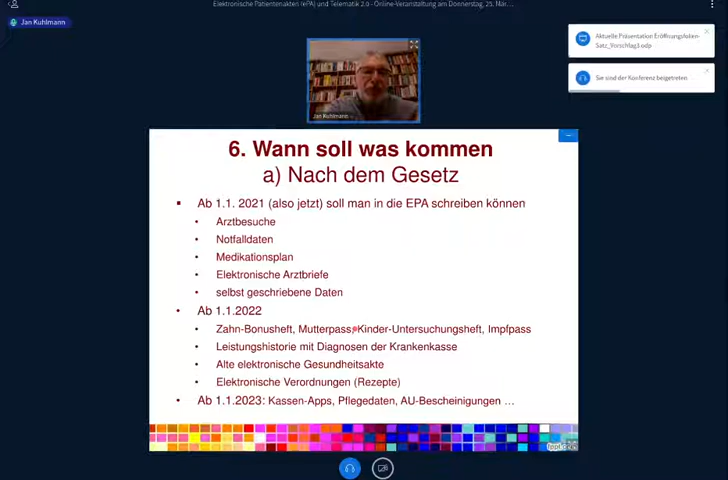 Elektronische Patientenakten (ePA) und Telematik 2.0 - Online-Veranstaltung am Donnerstag, 25. Mär...
Jan Kuhlmann
Aktuelle Präsentation Eröffnungsfolien-
Satz_Vorschlag3.odp
Sie sind der Konferenz beigetreten
Jan Kuhlmann
6. Wann soll was kommen
a) Nach dem Gesetz
Ab 1.1. 2021 (also jetzt) soll man in die EPA schreiben können
Arztbesuche
Notfalldaten
Medikationsplan
Elektronische Arztbriefe
selbst geschriebene Daten
Ab 1.1.2022
Zahn-Bonusheft, Mutterpass, Kinder-Untersuchungsheft, Impfpass
Leistungshistorie mit Diagnosen der Krankenkasse
Alte elektronische Gesundheitsakte
Elektronische Verordnungen (Rezepte)
Ab 1.1.2023: Kassen-Apps, Pflegedaten, AU-Bescheinigungen …